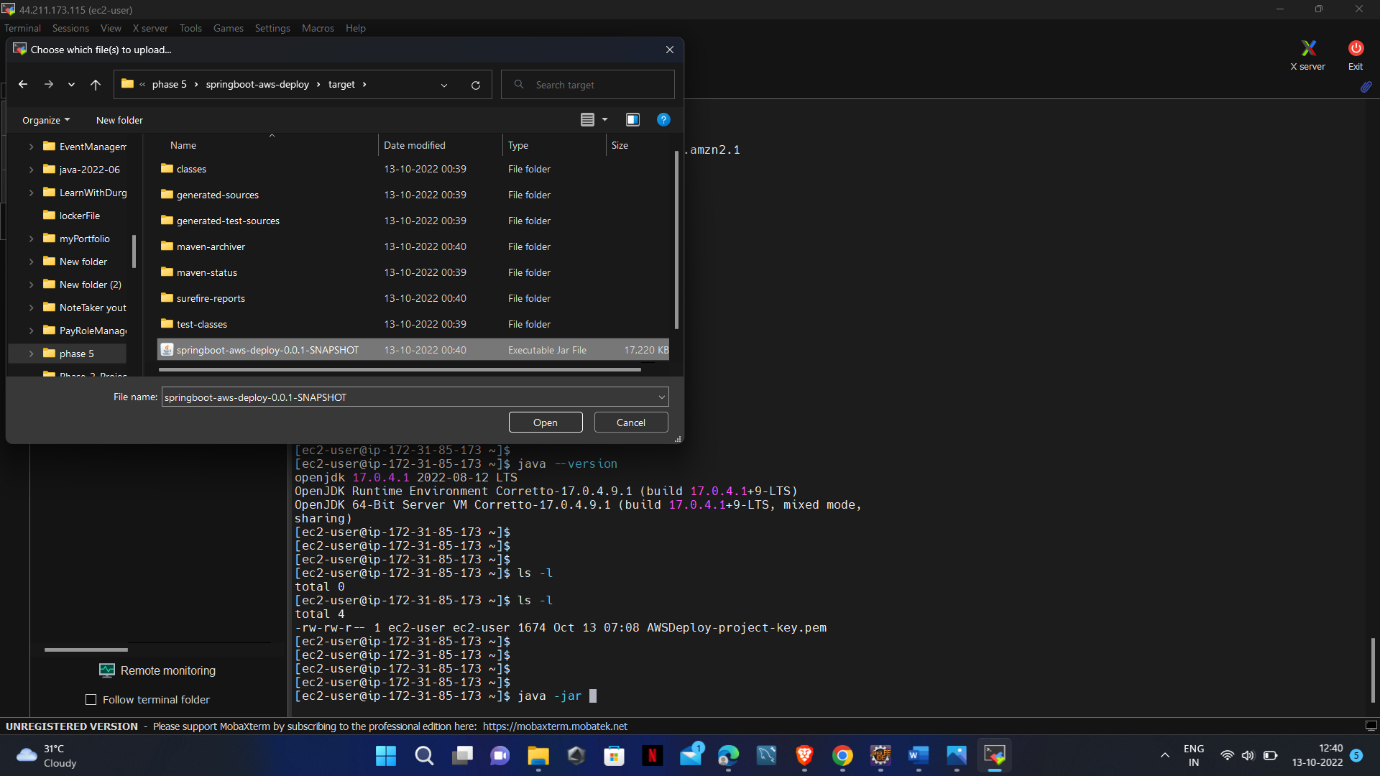 44.211.173.115 (ec2-user)
Terminal Sessions View X server Tools Games Settings Macros Help
Choose which file(s) to upload...
X server Exit
« phase 5 › springboot-aws-deploy › target ›
Search target
Organize New folder
Name Date modified Type Size
EventManagem
java-2022-06
LearnWithDurg
lockerFile
myPortfolio
New folder
New folder (2)
NoteTaker yout
PayRoleManage
phase 5
Phase-2-Projec
classes 13-10-2022 00:39 File folder
generated-sources 13-10-2022 00:39 File folder
generated-test-sources 13-10-2022 00:39 File folder
maven-archiver 13-10-2022 00:40 File folder
maven-status 13-10-2022 00:39 File folder
surefire-reports 13-10-2022 00:40 File folder
test-classes 13-10-2022 00:39 File folder
springboot-aws-deploy-0.0.1-SNAPSHOT 13-10-2022 00:40 Executable Jar File 17,220 KB
File name: springboot-aws-deploy-0.0.1-SNAPSHOT
Open Cancel
.amzn2.1
[ec2-user@ip-172-31-85-173 ~]$
[ec2-user@ip-172-31-85-173 ~]$ java --version
openjdk 17.0.4.1 2022-08-12 LTS
OpenJDK Runtime Environment Corretto-17.0.4.9.1 (build 17.0.4.1+9-LTS)
OpenJDK 64-Bit Server VM Corretto-17.0.4.9.1 (build 17.0.4.1+9-LTS, mixed mode,
sharing)
[ec2-user@ip-172-31-85-173 ~]$
[ec2-user@ip-172-31-85-173 ~]$
[ec2-user@ip-172-31-85-173 ~]$
[ec2-user@ip-172-31-85-173 ~]$ ls -l
total 0
[ec2-user@ip-172-31-85-173 ~]$ ls -l
total 4
-rw-rw-r-- 1 ec2-user ec2-user 1674 Oct 13 07:08 AWSDeploy-project-key.pem
[ec2-user@ip-172-31-85-173 ~]$
[ec2-user@ip-172-31-85-173 ~]$
[ec2-user@ip-172-31-85-173 ~]$
[ec2-user@ip-172-31-85-173 ~]$
[ec2-user@ip-172-31-85-173 ~]$ java -jar
Remote monitoring
Follow terminal folder
UNREGISTERED VERSION - Please support MobaXterm by subscribing to the professional edition here: https://mobaxterm.mobatek.net
31°C
Cloudy
1
ENG
IN
12:40
13-10-2022
5